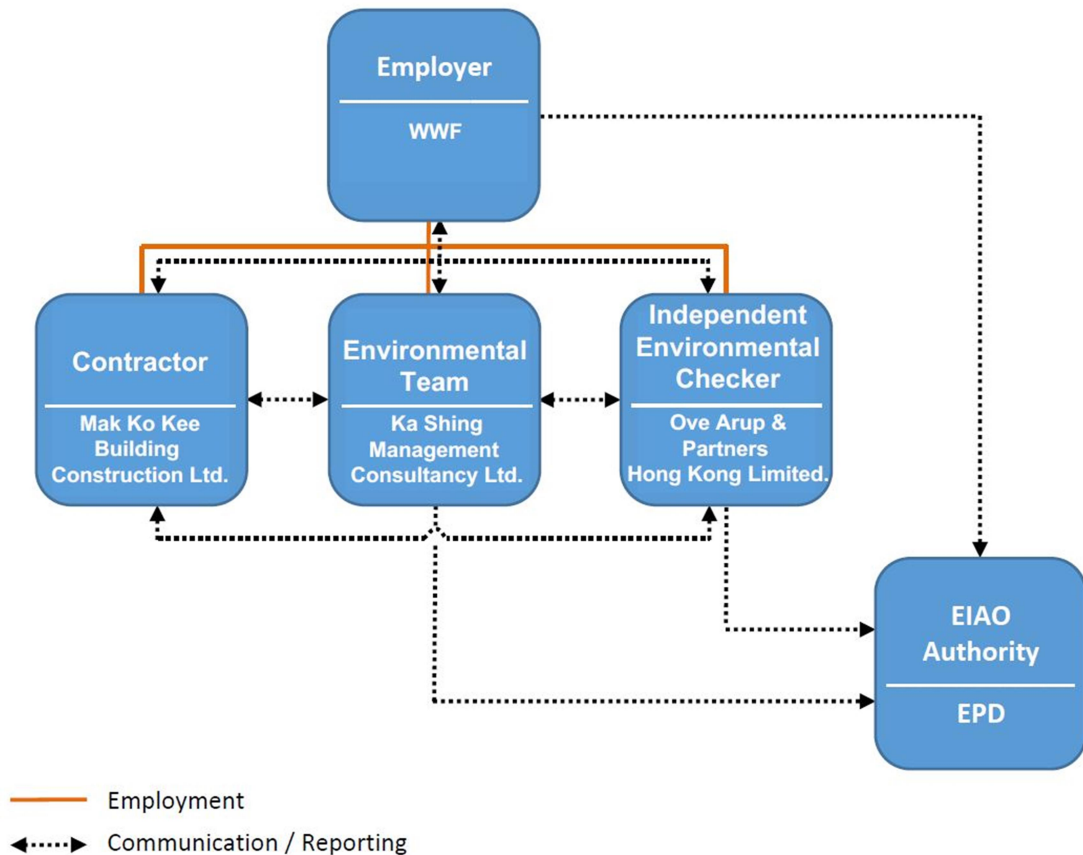 Employer
WWF
Contractor
Mak Ko Kee
Building
Construction Ltd.
Environmental
Team
Ka Shing
Management
Consultancy Ltd.
Independent
Environmental
Checker
Ove Arup &
Partners
Hong Kong Limited.
EIAO
Authority
EPD
Employment
Communication / Reporting